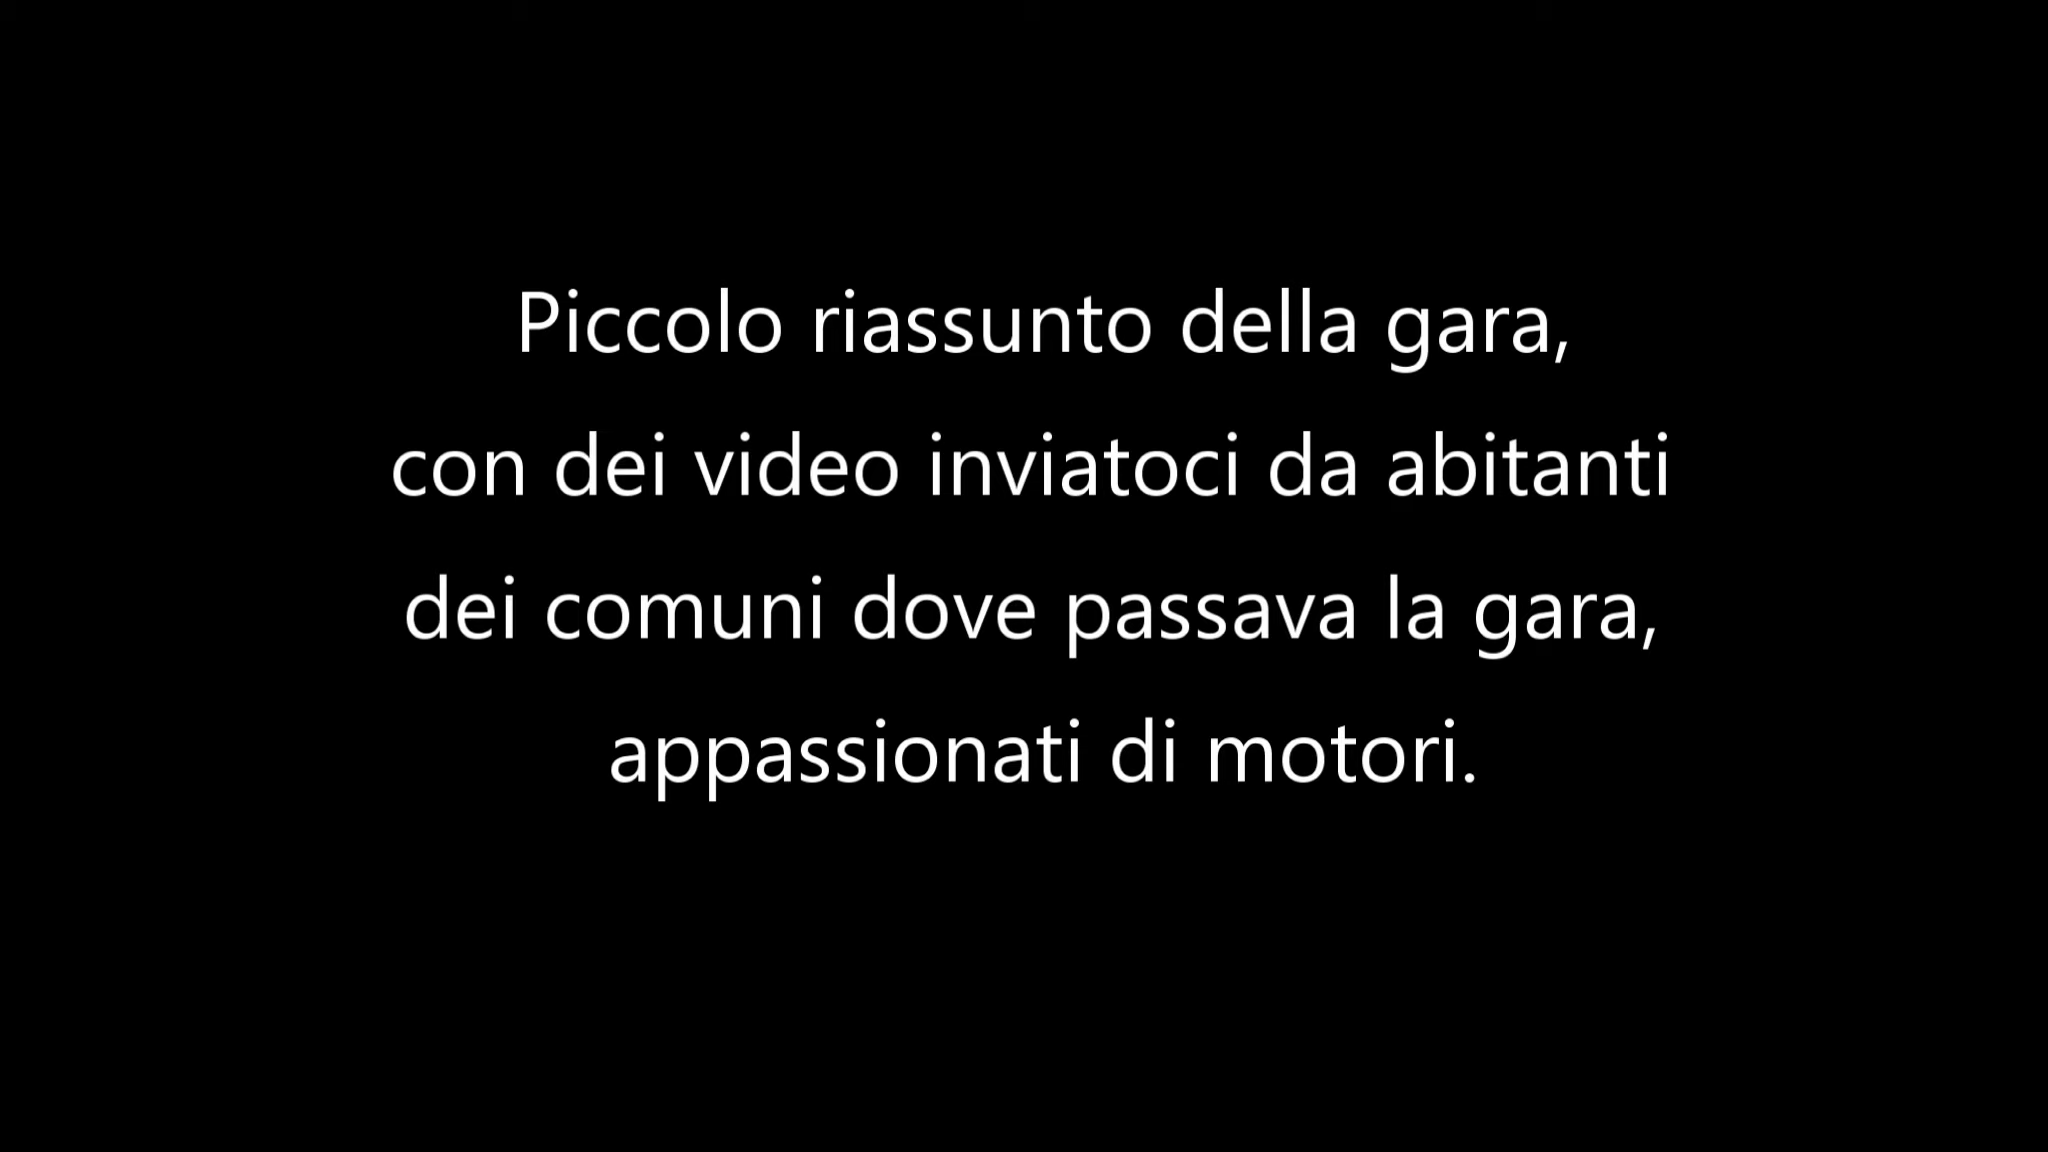 Piccolo riassunto della gara,
con dei video inviatoci da abitanti
dei comuni dove passava la gara,
appassionati di motori.